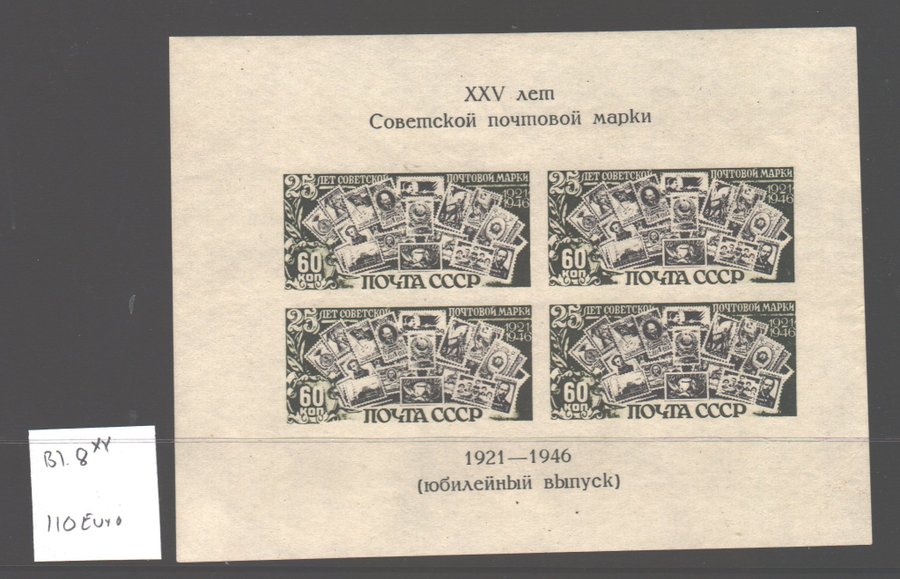 XXV лет
Советской почтовой марки
25 ЛЕТ СОВЕТСКОЙ ПОЧТОВОЙ МАРКИ
1921
1946
60
КОП
ПОЧТА СССР
25 ЛЕТ СОВЕТСКОЙ ПОЧТОВОЙ МАРКИ
1921
1946
60
КОП
ПОЧТА СССР
25 ЛЕТ СОВЕТСКОЙ ПОЧТОВОЙ МАРКИ
1921
1946
60
КОП
ПОЧТА СССР
25 ЛЕТ СОВЕТСКОЙ ПОЧТОВОЙ МАРКИ
1921
1946
60
КОП
ПОЧТА СССР
1921—1946
(юбилейный выпуск)
Bl. 8 xx
110 Euro